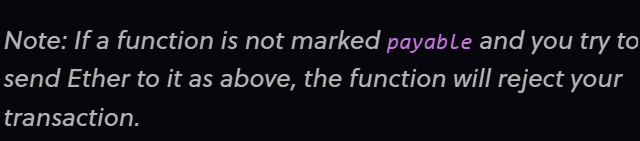 Note: If a function is not marked payable and you try to
send Ether to it as above, the function will reject your
transaction.